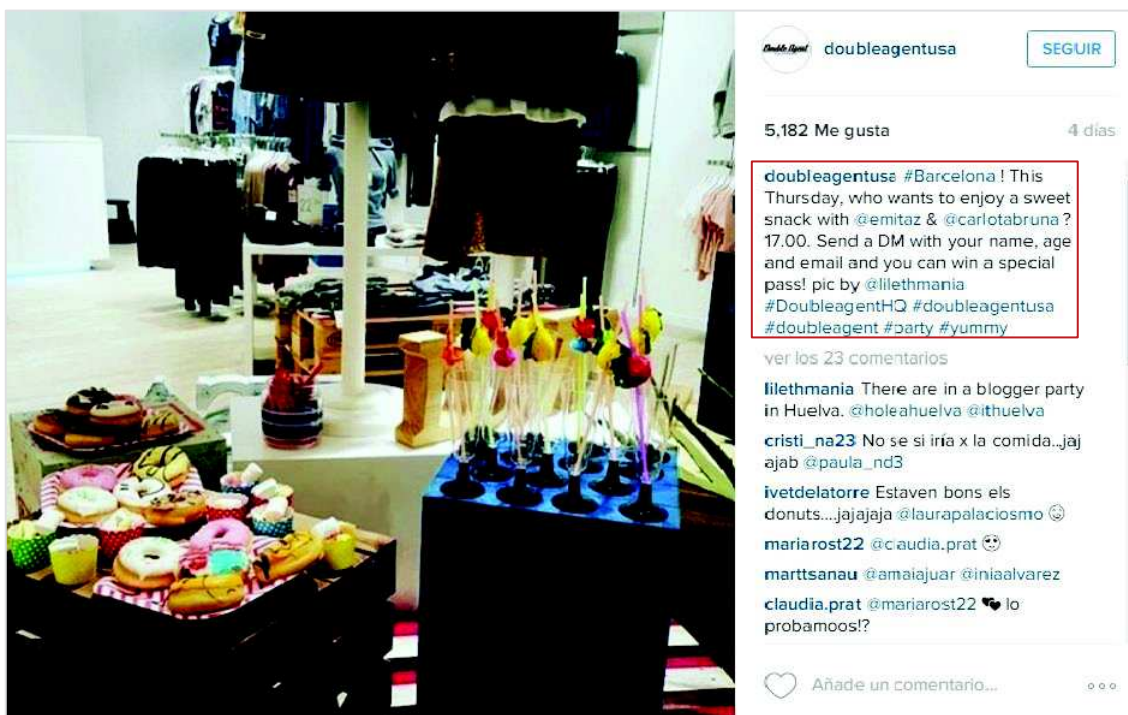 Double Agent
doubleagentusa
SEGUIR
5,182 Me gusta
4 días
doubleagentusa #Barcelona ! This
Thursday, who wants to enjoy a sweet
snack with @emitaz & @carlotabruna ?
17.00. Send a DM with your name, age
and email and you can win a special
pass! pic by @lilethmania
#DoubleagentHQ #doubleagentusa
#doubleagent #party #yummy
ver los 23 comentarios
lilethmania There are in a blogger party
in Huelva. @holeahuelva @ithuelva
cristi_na23 No se si iría x la comida...jaj
ajab @paula_nd3
ivetdelatorre Estaven bons els
donuts....jajajaja @laurapalaciosmo
mariarost22 @claudia.prat
marttsanau @amaiajuar @iniaalvarez
claudia.prat @mariarost22 lo
probamoos!?
Añade un comentario...
22